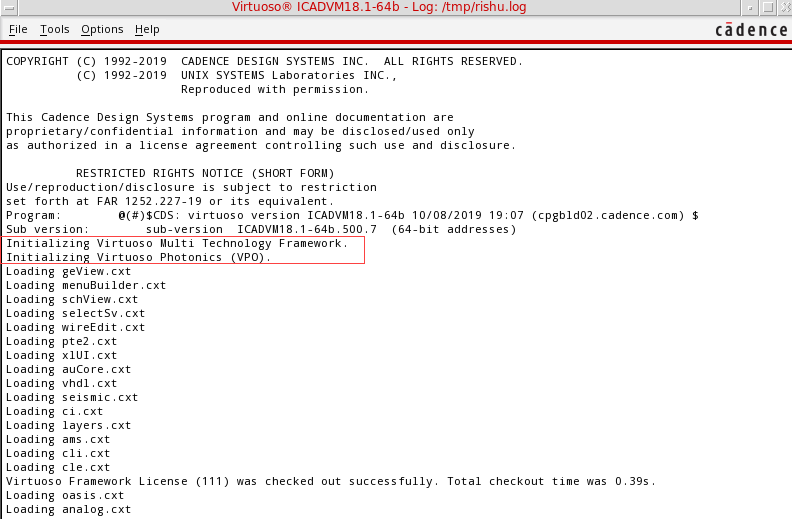 Virtuoso® ICADVM18.1-64b - Log: /tmp/rishu.log
File Tools Options Help
cādence
COPYRIGHT (C) 1992-2019  CADENCE DESIGN SYSTEMS INC.  ALL RIGHTS RESERVED.
(C) 1992-2019  UNIX SYSTEMS Laboratories INC.,
Reproduced with permission.
This Cadence Design Systems program and online documentation are
proprietary/confidential information and may be disclosed/used only
as authorized in a license agreement controlling such use and disclosure.
RESTRICTED RIGHTS NOTICE (SHORT FORM)
Use/reproduction/disclosure is subject to restriction
set forth at FAR 1252.227-19 or its equivalent.
Program: @(#)$CDS: virtuoso version ICADVM18.1-64b 10/08/2019 19:07 (cpgbld02.cadence.com) $
Sub version: sub-version  ICADVM18.1-64b.500.7  (64-bit addresses)
Initializing Virtuoso Multi Technology Framework.
Initializing Virtuoso Photonics (VPO).
Loading geView.cxt
Loading menuBuilder.cxt
Loading schView.cxt
Loading selectSv.cxt
Loading wireEdit.cxt
Loading pte2.cxt
Loading xlUI.cxt
Loading auCore.cxt
Loading vhdl.cxt
Loading seismic.cxt
Loading ci.cxt
Loading layers.cxt
Loading ams.cxt
Loading cli.cxt
Loading cle.cxt
Virtuoso Framework License (111) was checked out successfully. Total checkout time was 0.39s.
Loading oasis.cxt
Loading analog.cxt